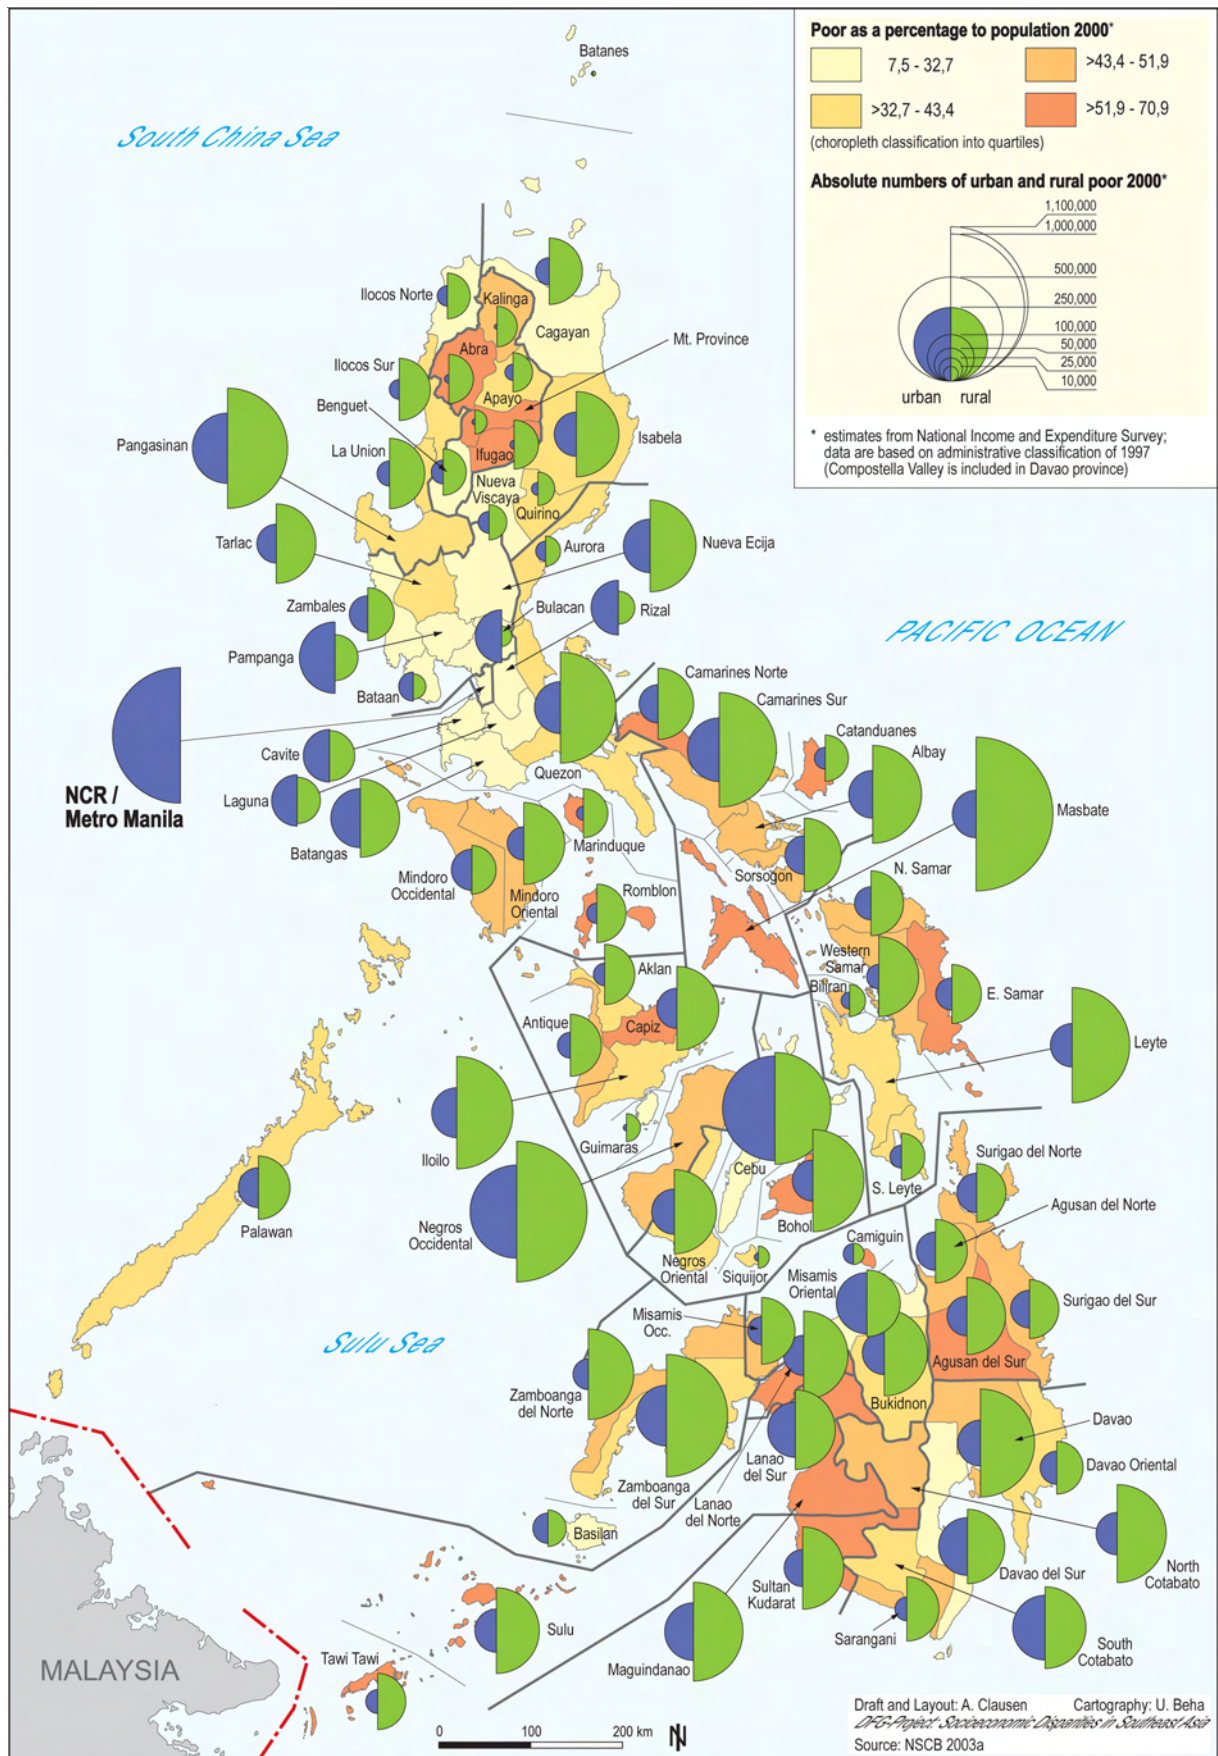 Poor as a percentage to population 2000*
7,5 - 32,7
>43,4 - 51,9
>32,7 - 43,4
>51,9 - 70,9
(choropleth classification into quartiles)
Absolute numbers of urban and rural poor 2000*
1,100,000
1,000,000
500,000
250,000
100,000
50,000
25,000
10,000
urban
rural
* estimates from National Income and Expenditure Survey;
data are based on administrative classification of 1997
(Compostella Valley is included in Davao province)
Batanes
South China Sea
Ilocos Norte
Kalinga
Cagayan
Mt. Province
Abra
Ilocos Sur
Apayo
Benguet
Pangasinan
La Union
Ifugao
Isabela
Nueva
Viscaya
Quirino
Tarlac
Aurora
Nueva Ecija
Zambales
Bulacan
Rizal
Pampanga
PACIFIC OCEAN
Bataan
Camarines Norte
Camarines Sur
Catanduanes
Cavite
Albay
NCR /
Metro Manila
Laguna
Quezon
Masbate
Batangas
Marinduque
Mindoro
Occidental
Mindoro
Oriental
Sorsogon
Romblon
N. Samar
Western
Samar
Aklan
Biliran
E. Samar
Antique
Capiz
Leyte
Guimaras
Iloilo
Cebu
S. Leyte
Surigao del Norte
Palawan
Negros
Occidental
Bohol
Agusan del Norte
Camiguin
Negros
Oriental
Siquijor
Misamis
Oriental
Surigao del Sur
Misamis
Occ.
Sulu Sea
Agusan del Sur
Zamboanga
del Norte
Bukidnon
Davao
Lanao
del Sur
Davao Oriental
Zamboanga
del Sur
Lanao
del Norte
Basilan
North
Cotabato
Davao del Sur
Sultan
Kudarat
Sulu
Sarangani
South
Cotabato
Tawi Tawi
Maguindanao
MALAYSIA
0
100
200 km
N
Draft and Layout: A. Clausen
Cartography: U. Beha
DFG-Project: Socioeconomic Disparities in Southeast Asia
Source: NSCB 2003a